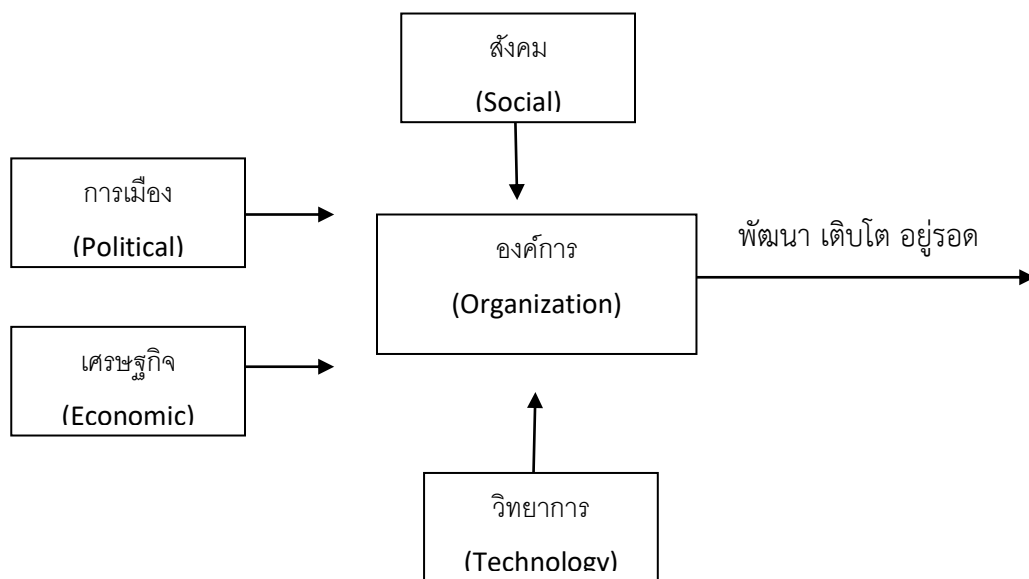 สังคม
(Social)
การเมือง
(Political)
องค์การ
(Organization)
พัฒนา เติบโต อยู่รอด
เศรษฐกิจ
(Economic)
วิทยาการ
(Technology)